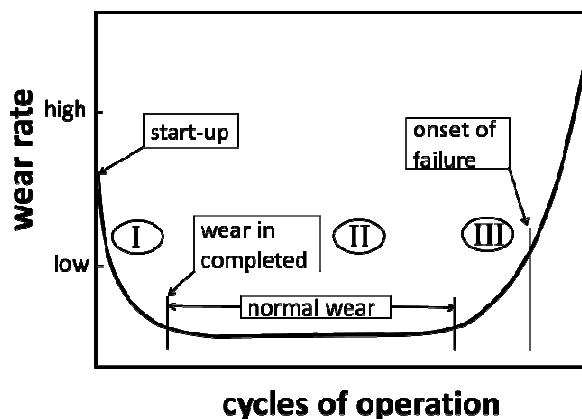 wear rate
high
low
start-up
onset of
failure
I
II
III
wear in
completed
normal wear
cycles of operation